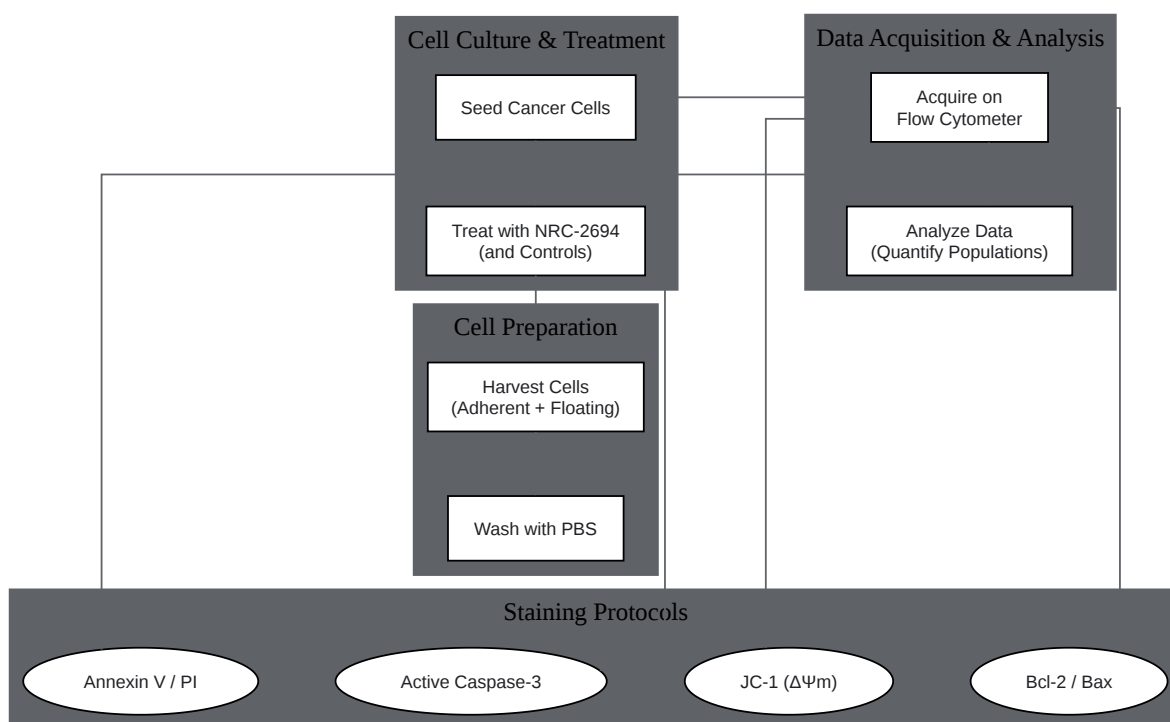 Cell Culture & Treatment
Seed Cancer Cells
Treat with NRC-2694
(and Controls)
Data Acquisition & Analysis
Acquire on
Flow Cytometer
Analyze Data
(Quantify Populations)
Cell Preparation
Harvest Cells
(Adherent + Floating)
Wash with PBS
Staining Protocols
Annexin V / PI
Active Caspase-3
JC-1 (ΔΨm)
Bcl-2 / Bax